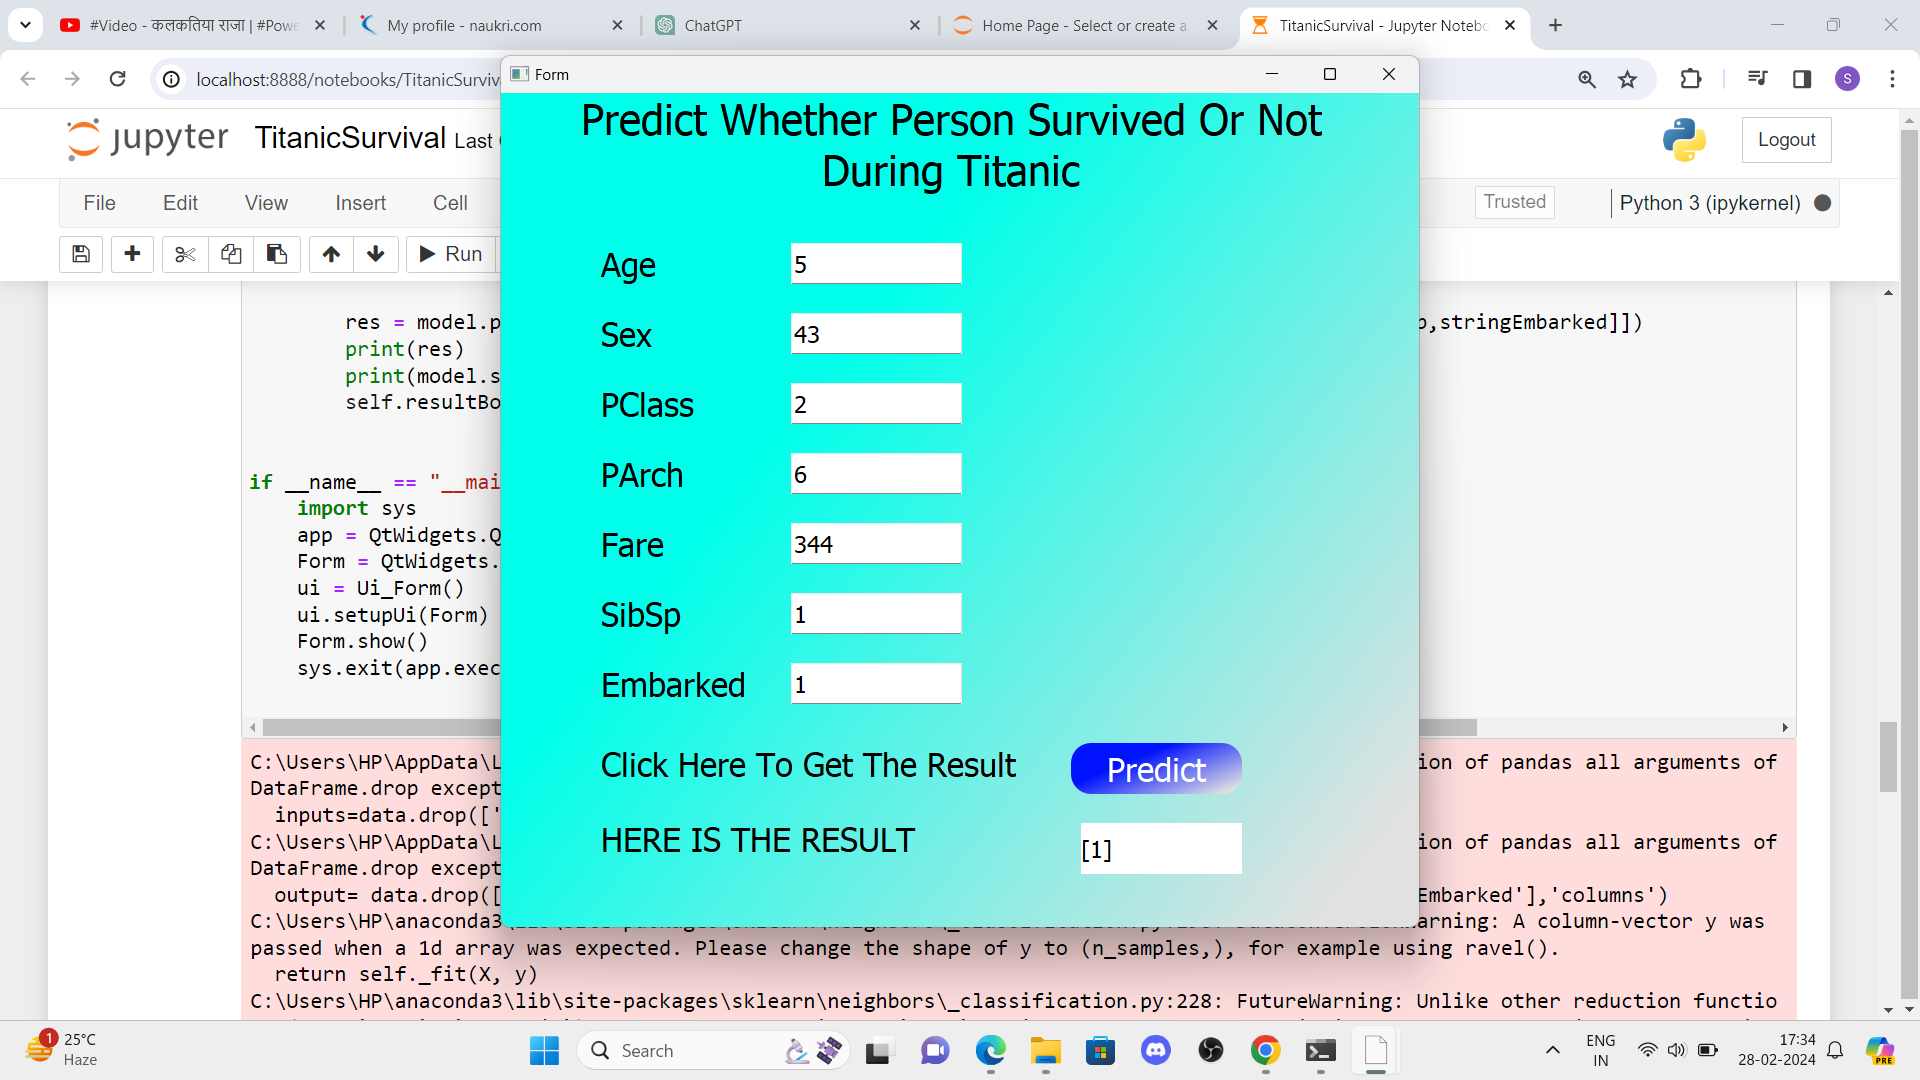 #Video - कलकतिया राजा | #Powe
My profile - naukri.com
ChatGPT
Home Page - Select or create a
TitanicSurvival - Jupyter Notebo
localhost:8888/notebooks/TitanicSurviv
S
Form
Predict Whether Person Survived Or Not
During Titanic
jupyter TitanicSurvival Last
Logout
File Edit View Insert Cell
Trusted
Python 3 (ipykernel)
Run
Age 5
Sex 43
PClass 2
PArch 6
Fare 344
SibSp 1
Embarked 1
Click Here To Get The Result Predict
HERE IS THE RESULT [1]
res = model.p
,stringEmbarked]])
print(res)
print(model.s
self.resultBo
if __name__ == "__mai
import sys
app = QtWidgets.Q
Form = QtWidgets.
ui = Ui_Form()
ui.setupUi(Form)
Form.show()
sys.exit(app.exec
C:\Users\HP\AppData\L
ion of pandas all arguments of
DataFrame.drop except
inputs=data.drop(['
C:\Users\HP\AppData\L
ion of pandas all arguments of
DataFrame.drop except
output= data.drop([
Embarked'],'columns')
C:\Users\HP\anaconda3
arning: A column-vector y was
passed when a 1d array was expected. Please change the shape of y to (n_samples,), for example using ravel().
return self._fit(X, y)
C:\Users\HP\anaconda3\lib\site-packages\sklearn\neighbors\_classification.py:228: FutureWarning: Unlike other reduction functio
1
25°C
Haze
Search
ENG
IN
17:34
28-02-2024
PRE